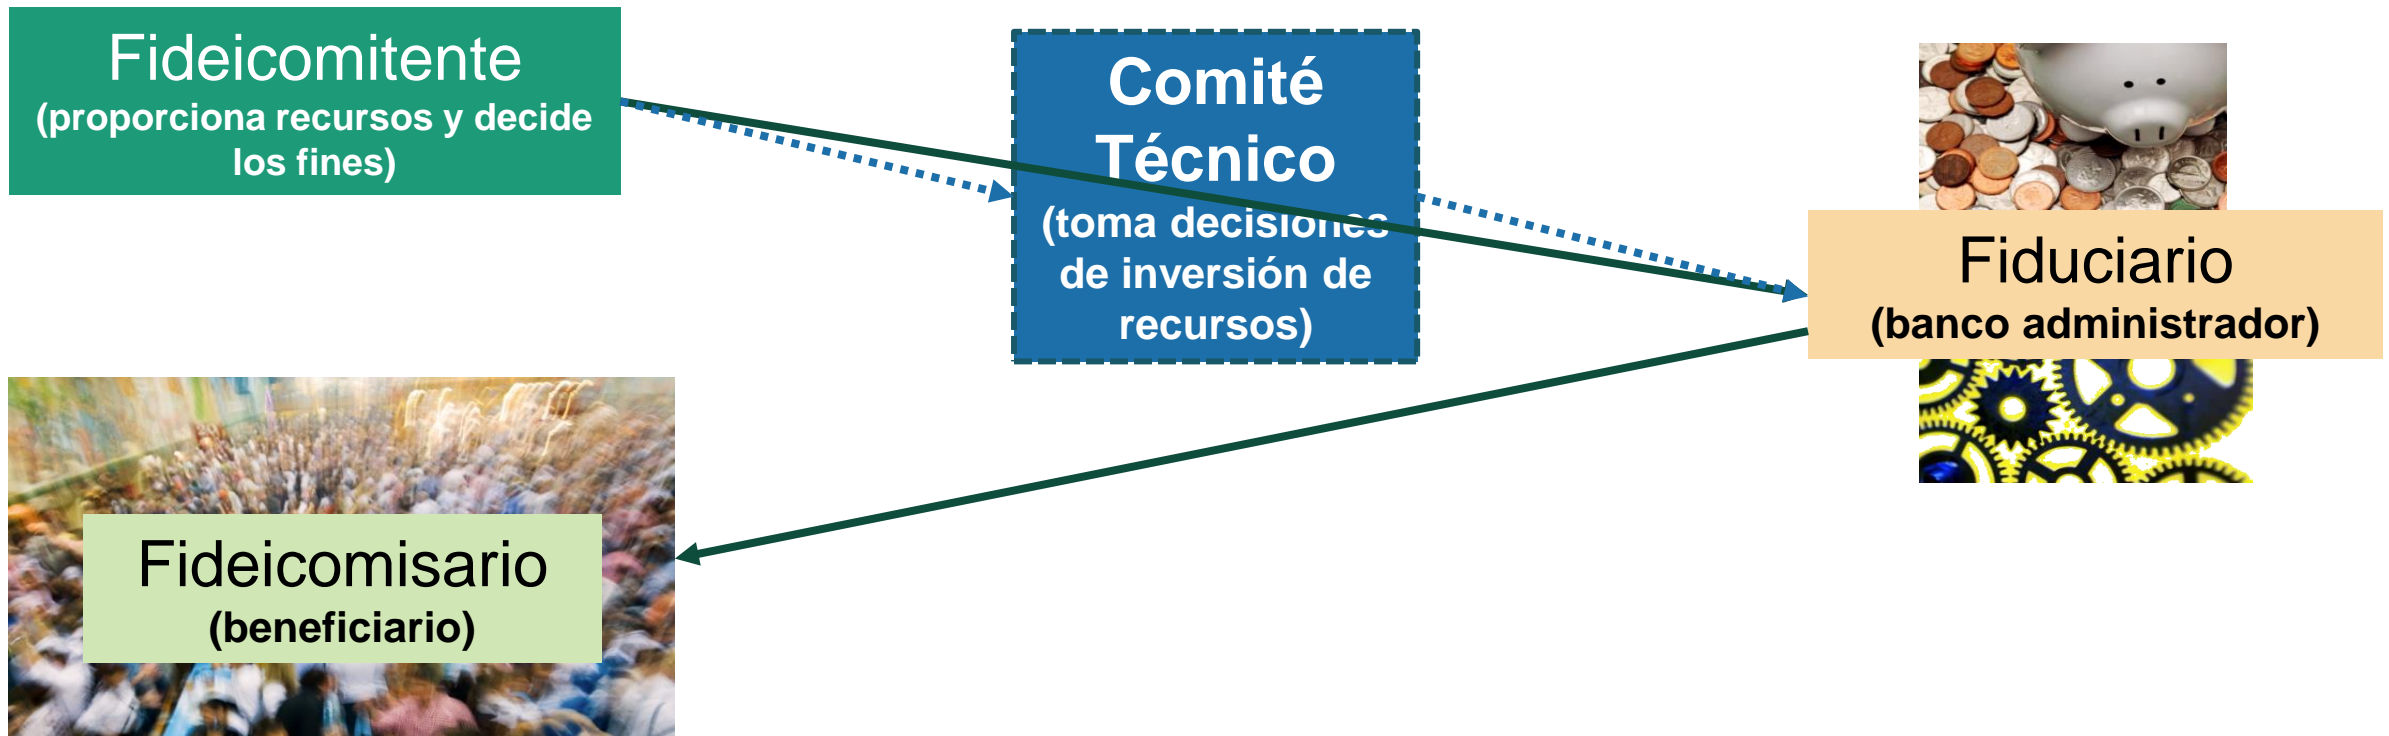 Fideicomitente
(proporciona recursos y decide
los fines)
Comité
Técnico
(toma decisiones
de inversión de
recursos)
Fiduciario
(banco administrador)
Fideicomisario
(beneficiario)